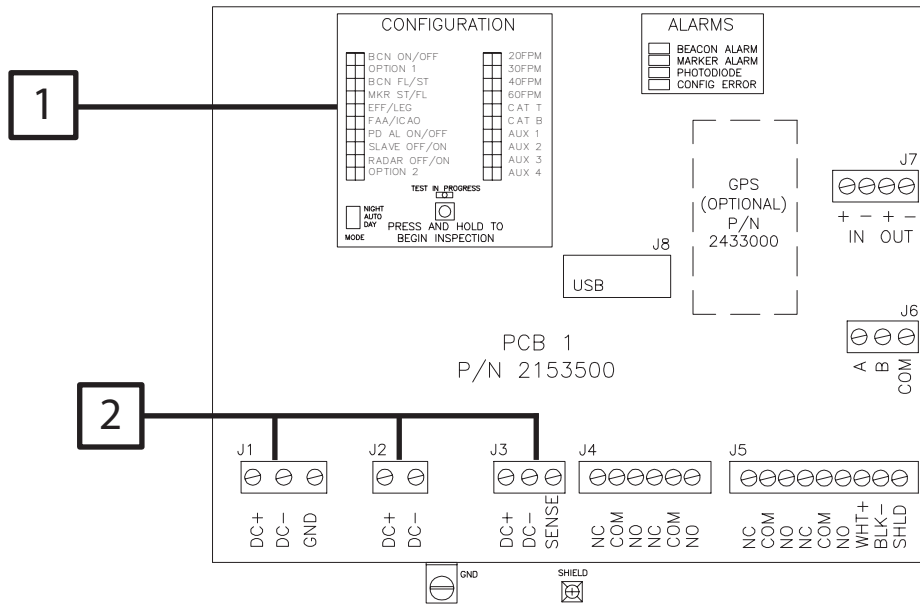 CONFIGURATION
BCN ON/OFF
OPTION 1
BCN FL/ST
MKR ST/FL
EFF/LEG
FAA/ICAO
PD AL ON/OFF
SLAVE OFF/ON
RADAR OFF/ON
OPTION 2
20FPM
30FPM
40FPM
60FPM
CAT T
CAT B
AUX 1
AUX 2
AUX 3
AUX 4
TEST IN PROGRESS
NIGHT
AUTO
DAY
MODE
PRESS AND HOLD TO
BEGIN INSPECTION
ALARMS
BEACON ALARM
MARKER ALARM
PHOTODIODE
CONFIG ERROR
1
GPS
(OPTIONAL)
P/N
2433000
J7
+ − + −
IN OUT
J8
USB
J6
A
B
COM
PCB 1
P/N 2153500
2
J1
DC+
DC-
GND
J2
DC+
DC-
J3
DC+
DC-
SENSE
J4
NC
COM
NO
NC
COM
NO
J5
NC
COM
NO
NC
COM
NO
WHT+
BLK-
SHLD
GND
SHIELD